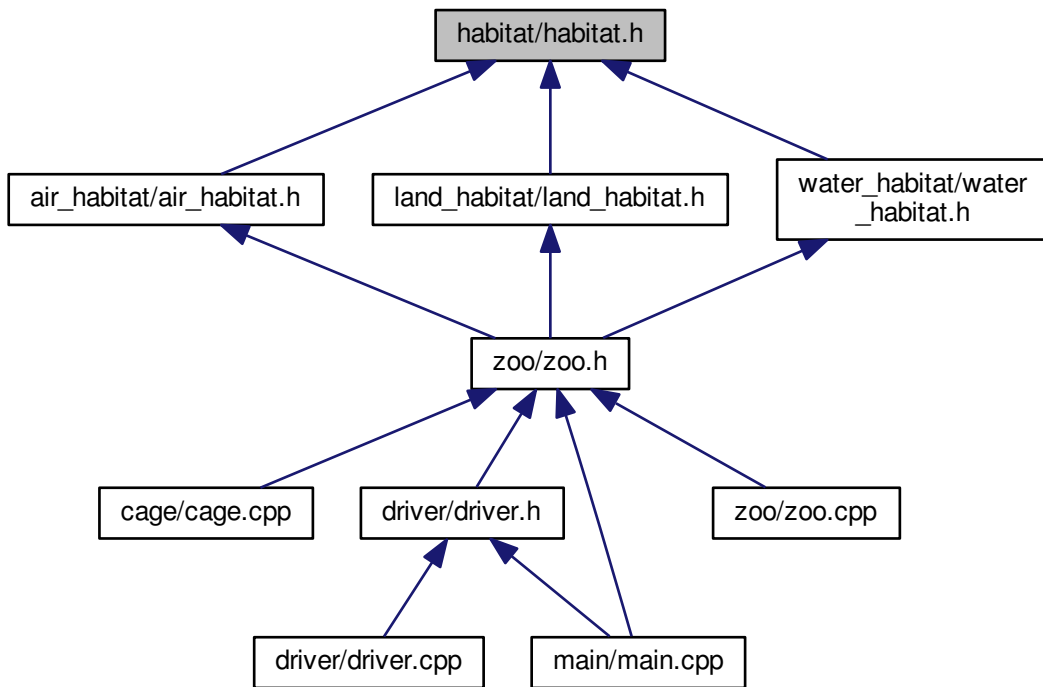 habitat/habitat.h
air_habitat/air_habitat.h
land_habitat/land_habitat.h
water_habitat/water
_habitat.h
zoo/zoo.h
cage/cage.cpp
driver/driver.h
zoo/zoo.cpp
driver/driver.cpp
main/main.cpp